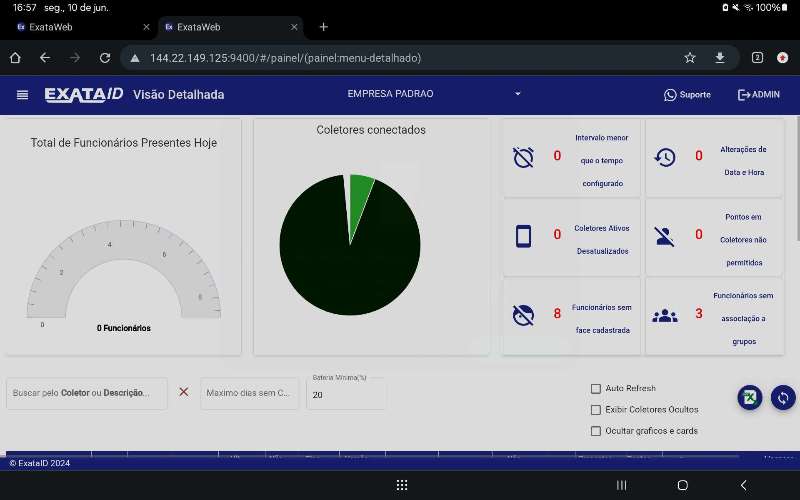 16:57 seg., 10 de jun. 100%
ExataWeb
ExataWeb
144.22.149.125:9400/#/painel/(painel:menu-detalhado)
2
EXATAID Visão Detalhada
EMPRESA PADRAO
Suporte
ADMIN
Total de Funcionários Presentes Hoje
0
2
4
6
8
0 Funcionários
Coletores conectados
0
Intervalo menor
que o tempo
configurado
0
Alterações de
Data e Hora
0
Coletores Ativos
Desatualizados
0
Pontos em
Coletores não
permitidos
8
Funcionários sem
face cadastrada
3
Funcionários sem
associação a
grupos
Buscar pelo Coletor ou Descrição...
Maximo dias sem C...
Bateria Mínima(%)
20
Auto Refresh
Exibir Coletores Ocultos
Ocultar graficos e cards
© ExataID 2024